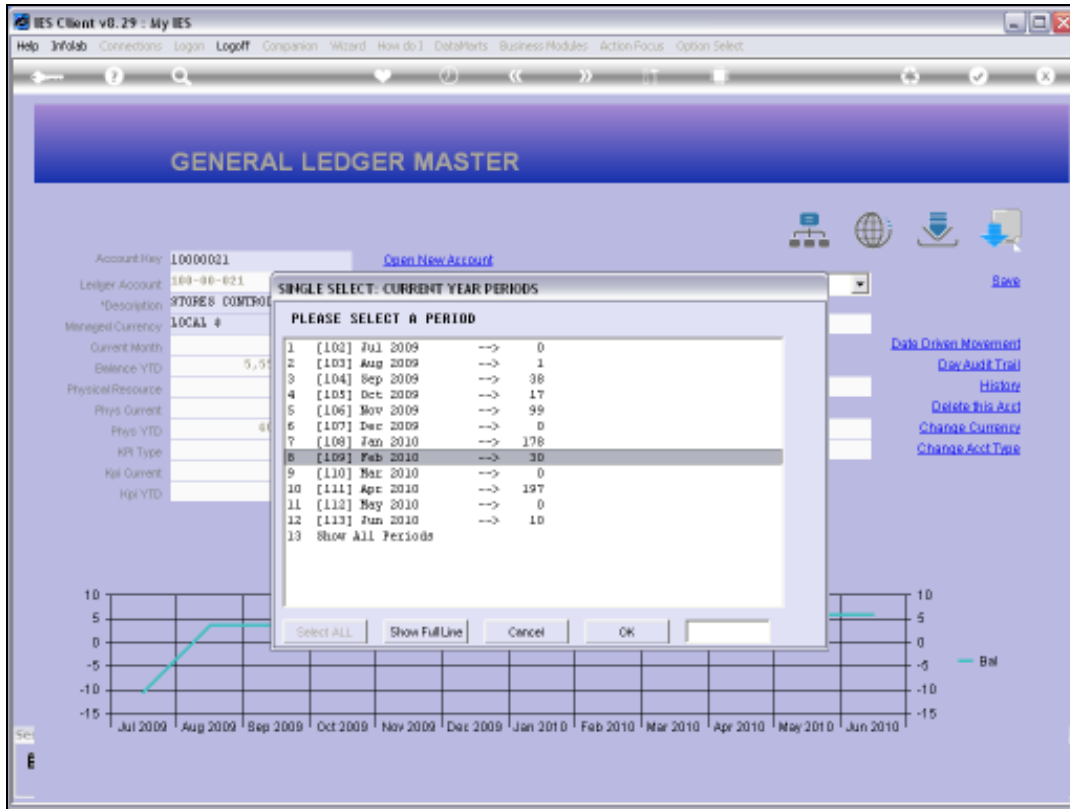 IES Client v8.29 : My IES
Help Infolab Connections Logon Logoff Companion Wizard How do I DataMarts Business Modules Action Focus Option Select
GENERAL LEDGER MASTER
Account Key 10000021 Open New Account
Ledger Account 100-00-021 Save
*Description STORES CONTROL
Managed Currency LOCAL #
Current Month Date Driven Movement
Balance YTD 5,55 Day Audit Trail
Physical Resource History
Phys Current Delete this Acct
Phys YTD Change Currency
KPI Type Change Acct Type
Kpi Current
Kpi YTD
SINGLE SELECT: CURRENT YEAR PERIODS
PLEASE SELECT A PERIOD
1 [102] Jul 2009 --> 0
2 [103] Aug 2009 --> 1
3 [104] Sep 2009 --> 38
4 [105] Oct 2009 --> 17
5 [106] Nov 2009 --> 99
6 [107] Dec 2009 --> 0
7 [108] Jan 2010 --> 178
8 [109] Feb 2010 --> 30
9 [110] Mar 2010 --> 0
10 [111] Apr 2010 --> 197
11 [112] May 2010 --> 0
12 [113] Jun 2010 --> 10
13 Show All Periods
Select ALL Show Full Line Cancel OK
10 10
5 5
0 0
-5 -5 Bal
-10 -10
-15 -15
Jul 2009 Aug 2009 Sep 2009 Oct 2009 Nov 2009 Dec 2009 Jan 2010 Feb 2010 Mar 2010 Apr 2010 May 2010 Jun 2010